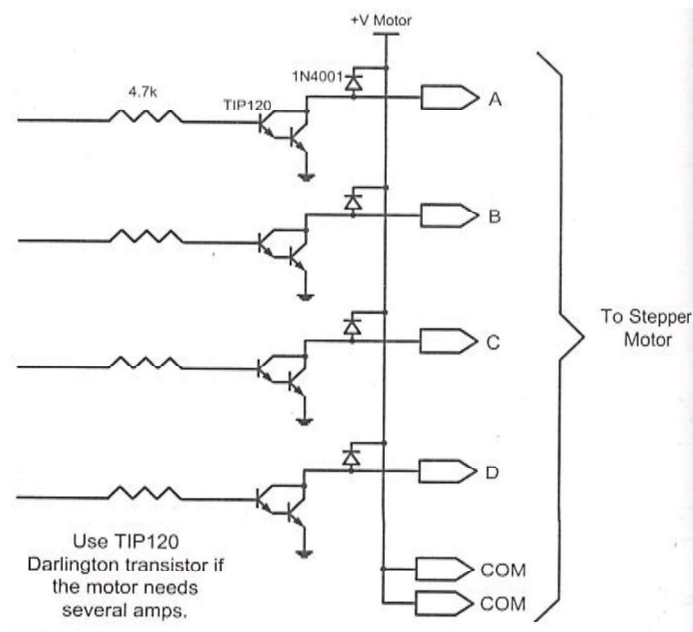 +V Motor
1N4001
4.7k
TIP120
A
B
C
D
To Stepper
Motor
Use TIP120
Darlington transistor if
the motor needs
several amps.
COM
COM